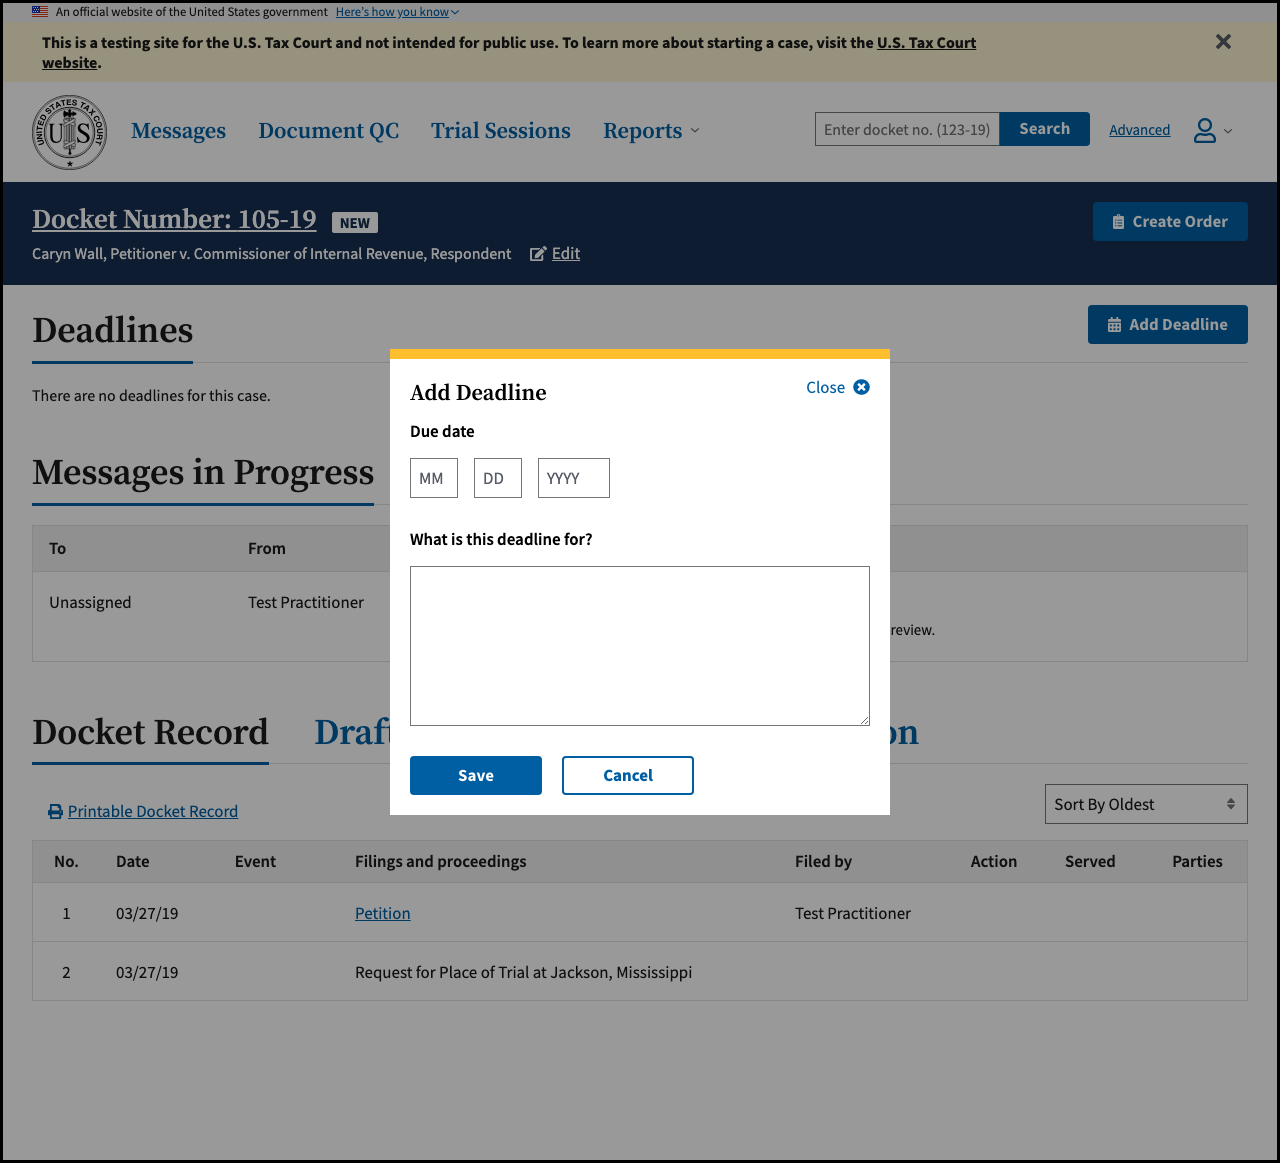 An official website of the United States government Here's how you know
This is a testing site for the U.S. Tax Court and not intended for public use. To learn more about starting a case, visit the U.S. Tax Court
website.
UNITED STATES TAX COURT
US
Messages Document QC Trial Sessions Reports
Enter docket no. (123-19) Search Advanced
Docket Number: 105-19 NEW
Create Order
Caryn Wall, Petitioner v. Commissioner of Internal Revenue, Respondent Edit
Deadlines
Add Deadline
There are no deadlines for this case.
Add Deadline
Close
Due date
MM DD YYYY
What is this deadline for?
Save Cancel
Messages in Progress
To From
Unassigned Test Practitioner
review.
Docket Record Draf on
Printable Docket Record
Sort By Oldest
No. Date Event Filings and proceedings Filed by Action Served Parties
1 03/27/19 Petition Test Practitioner
2 03/27/19 Request for Place of Trial at Jackson, Mississippi